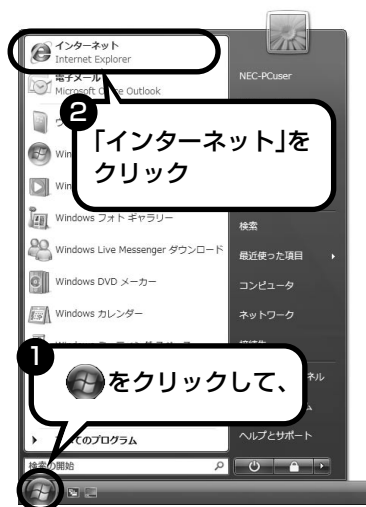 インターネット
Internet Explorer
電子メール
NEC-PCuser
Microsoft Outlook
❷
「インターネット」を
クリック
Win
Win
Windows フォト ギャラリー
検索
Windows Live Messenger ダウンロード
最近使った項目
Windows DVD メーカー
コンピュータ
Windows カレンダー
ネットワーク
❶
をクリックして、
ネル
ム
てのプログラム
ヘルプとサポート
検索の開始